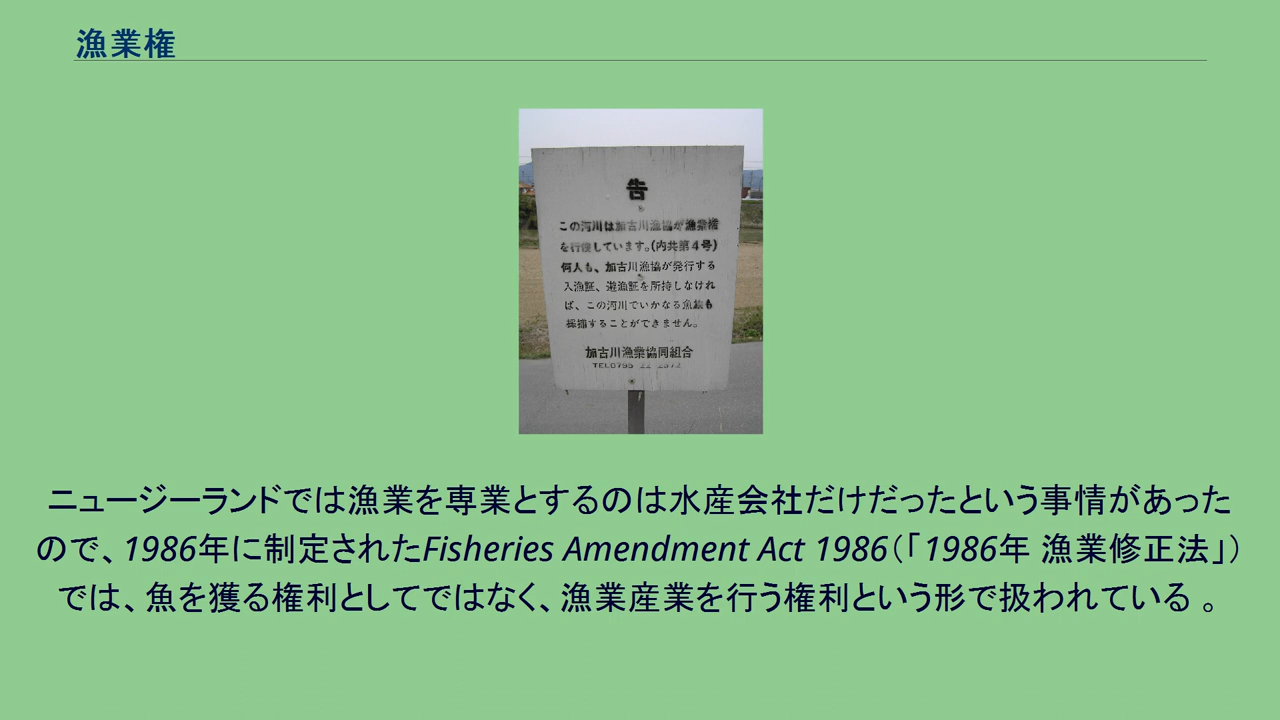 漁業権
告
この河川は加古川漁協が漁業権
を行使しています。(内共第4号)
何人も、加古川漁協が発行する
入漁証、遊漁証を所持しなけれ
ば、この河川でいかなる魚族も
採捕することができません。
加古川漁業協同組合
TEL0795
ニュージーランドでは漁業を専業とするのは水産会社だけだったという事情があった
ので、1986年に制定されたFisheries Amendment Act 1986(「1986年 漁業修正法」)
では、魚を獲る権利としてではなく、漁業産業を行う権利という形で扱われている 。